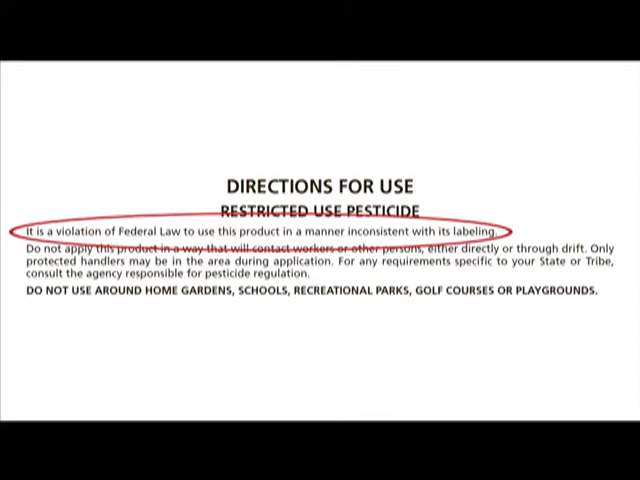 DIRECTIONS FOR USE
RESTRICTED USE PESTICIDE
It is a violation of Federal Law to use this product in a manner inconsistent with its labeling.
Do not apply this product in a way that will contact workers or other persons, either directly or through drift. Only
protected handlers may be in the area during application. For any requirements specific to your State or Tribe,
consult the agency responsible for pesticide regulation.
DO NOT USE AROUND HOME GARDENS, SCHOOLS, RECREATIONAL PARKS, GOLF COURSES OR PLAYGROUNDS.